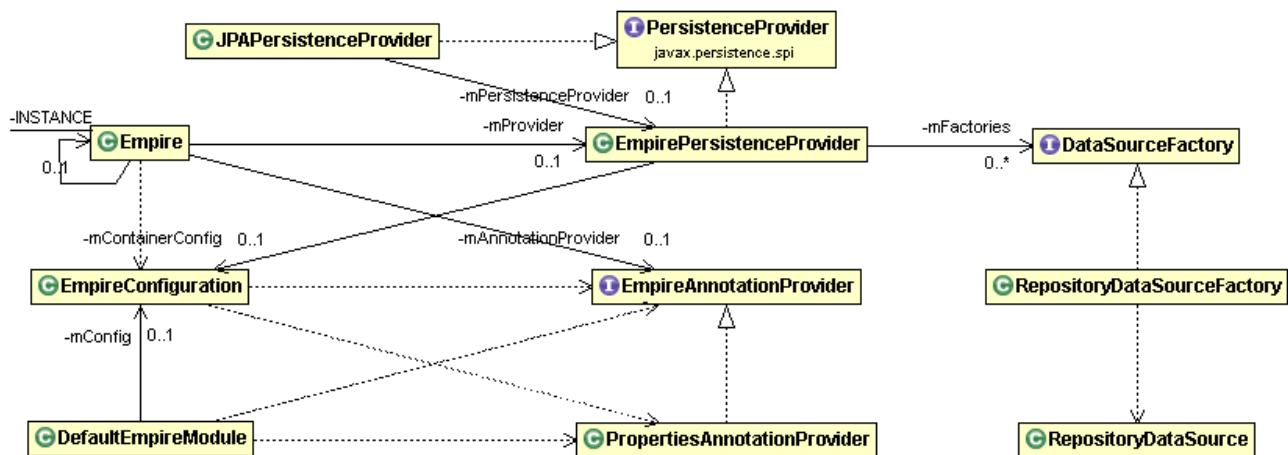 JPAPersistenceProvider
PersistenceProvider
javax.persistence.spi
-mPersistenceProvider 0..1
-INSTANCE
Empire
0..1
-mProvider
0..1
EmpirePersistenceProvider
-mFactories
0..*
DataSourceFactory
-mContainerConfig 0..1
-mAnnotationProvider 0..1
EmpireConfiguration
EmpireAnnotationProvider
RepositoryDataSourceFactory
-mConfig 0..1
DefaultEmpireModule
PropertiesAnnotationProvider
RepositoryDataSource